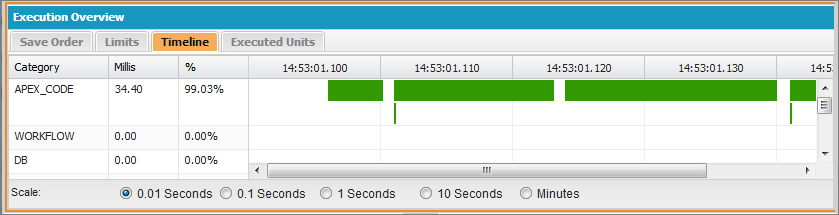 Execution Overview
Save Order Limits Timeline Executed Units
Category Millis % 14:53:01.100 14:53:01.110 14:53:01.120 14:53:01.130 14:5
APEX_CODE 34.40 99.03%
WORKFLOW 0.00 0.00%
DB 0.00 0.00%
Scale: 0.01 Seconds 0.1 Seconds 1 Second 10 Seconds Minutes